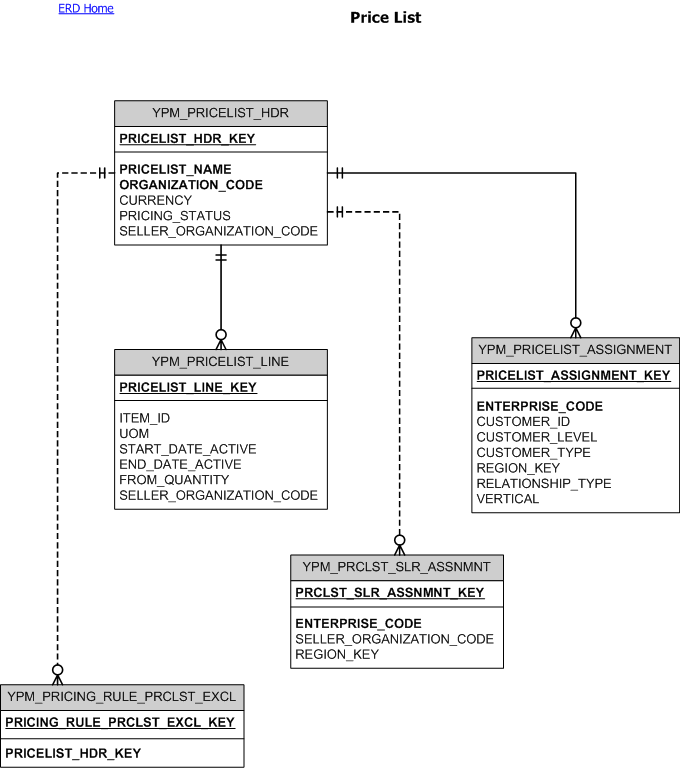 ERD Home
Price List
YPM_PRICELIST_HDR
PRICELIST_HDR_KEY
PRICELIST_NAME
ORGANIZATION_CODE
CURRENCY
PRICING_STATUS
SELLER_ORGANIZATION_CODE
YPM_PRICELIST_LINE
PRICELIST_LINE_KEY
ITEM_ID
UOM
START_DATE_ACTIVE
END_DATE_ACTIVE
FROM_QUANTITY
SELLER_ORGANIZATION_CODE
YPM_PRICELIST_ASSIGNMENT
PRICELIST_ASSIGNMENT_KEY
ENTERPRISE_CODE
CUSTOMER_ID
CUSTOMER_LEVEL
CUSTOMER_TYPE
REGION_KEY
RELATIONSHIP_TYPE
VERTICAL
YPM_PRCLST_SLR_ASSNMNT
PRCLST_SLR_ASSNMNT_KEY
ENTERPRISE_CODE
SELLER_ORGANIZATION_CODE
REGION_KEY
YPM_PRICING_RULE_PRCLST_EXCL
PRICING_RULE_PRCLST_EXCL_KEY
PRICELIST_HDR_KEY